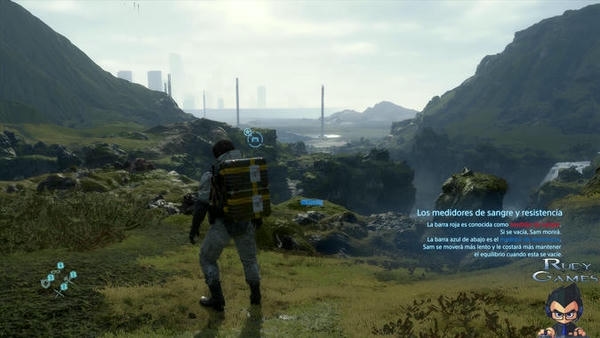 Los medidores de sangre y resistencia
La barra roja es conocida como
Si se vacía, Sam morirá.
La barra azul de abajo es el
Sam se moverá más lento y le costará más mantener
el equilibrio cuando esta se vacíe.
RUBY
GAMES